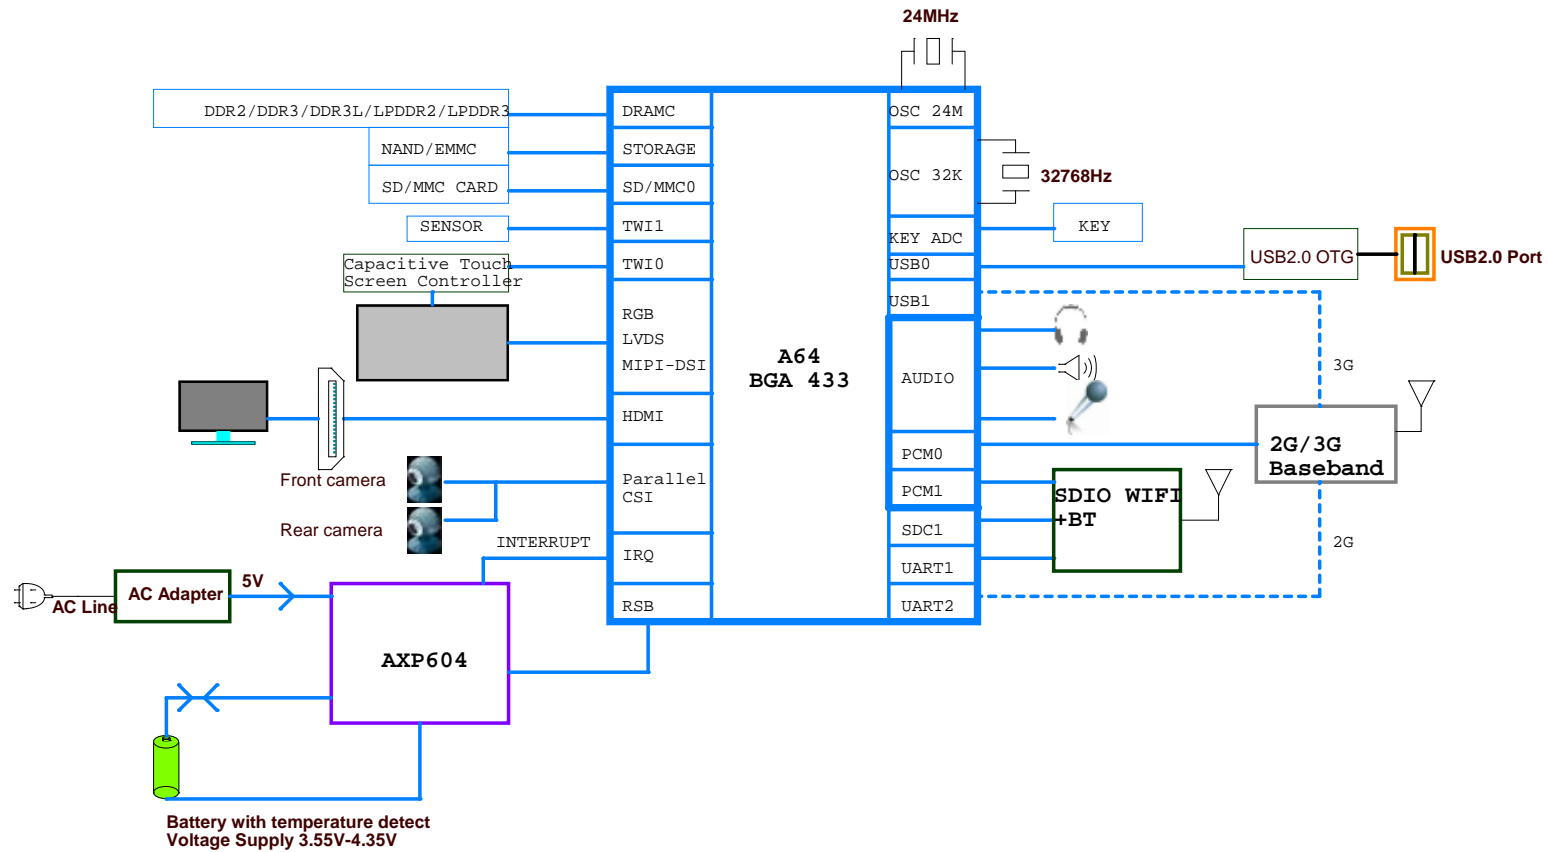 24MHz
DDR2/DDR3/DDR3L/LPDDR2/LPDDR3
DRAMC
OSC 24M
NAND/EMMC
STORAGE
OSC 32K
32768Hz
SD/MMC CARD
SD/MMC0
SENSOR
TWI1
KEY ADC
KEY
Capacitive Touch
Screen Controller
TWI0
USB0
USB2.0 OTG
USB2.0 Port
USB1
RGB
LVDS
MIPI-DSI
A64
BGA 433
AUDIO
3G
HDMI
PCM0
2G/3G
Baseband
Front camera
Parallel
CSI
PCM1
SDIO WIFI
+BT
Rear camera
SDC1
INTERRUPT
IRQ
UART1
2G
AC Line
AC Adapter
5V
RSB
UART2
AXP604
Battery with temperature detect
Voltage Supply 3.55V-4.35V